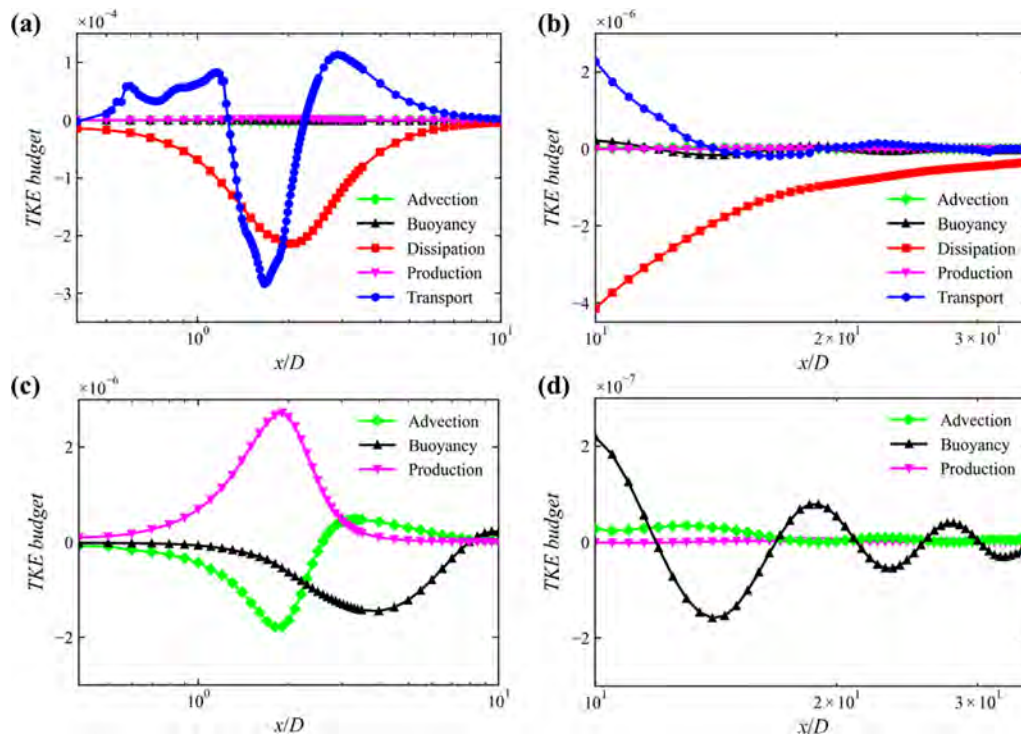 (a)
×10⁻⁴
TKE budget
1
0
−1
−2
−3
Advection
Buoyancy
Dissipation
Production
Transport
10⁰
10¹
x/D
(b)
×10⁻⁶
TKE budget
2
0
−2
−4
Advection
Buoyancy
Dissipation
Production
Transport
10¹
2 × 10¹
3 × 10¹
x/D
(c)
×10⁻⁶
TKE budget
2
0
−2
Advection
Buoyancy
Production
10⁰
10¹
x/D
(d)
×10⁻⁷
TKE budget
2
0
−2
Advection
Buoyancy
Production
10¹
2 × 10¹
3 × 10¹
x/D